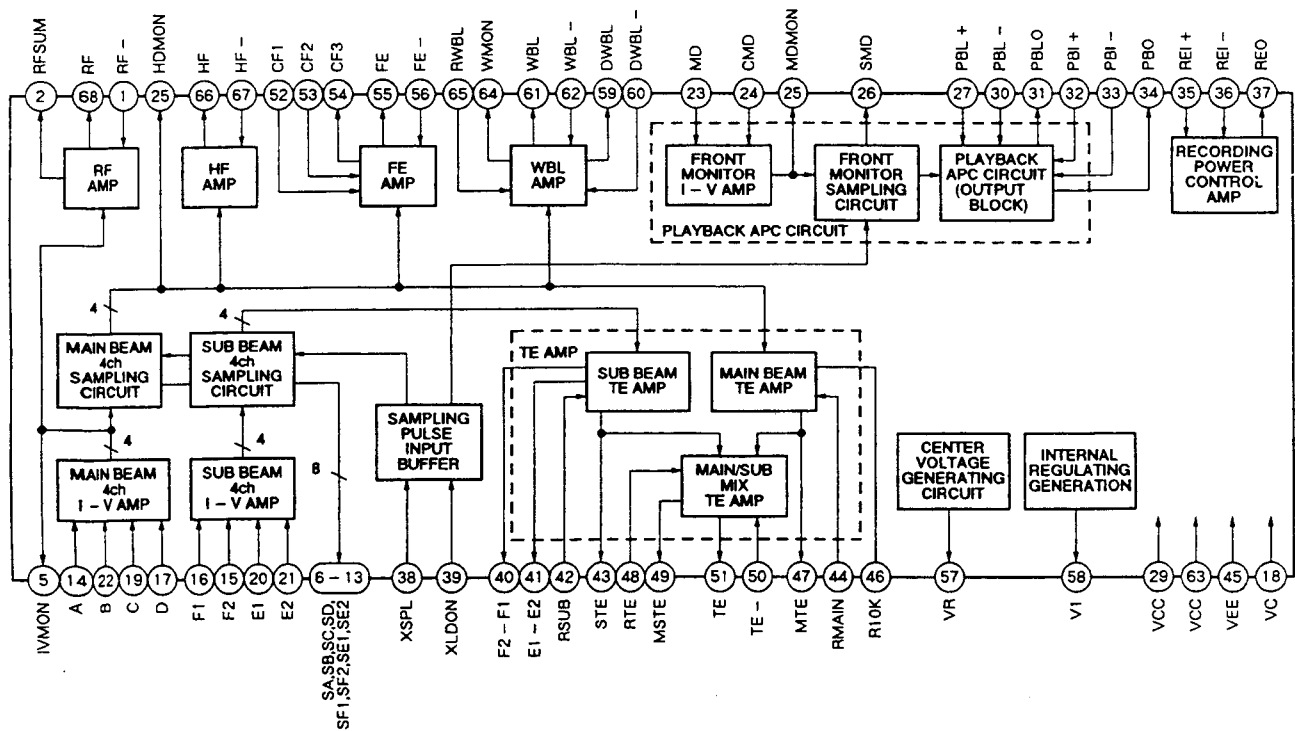 RFSUM RF RF - HDMON HF HF - CF1 CF2 CF3 FE FE - RWBL WMON WBL WBL - DWBL DWBL - MD CMD MDMON SMD PBL + PBL - PBLO PBI + PBI - PBO REI + REI - REO
2 68 1 25 66 67 52 53 54 55 56 65 64 61 62 59 60 23 24 25 26 27 30 31 32 33 34 35 36 37
RF
AMP
HF
AMP
FE
AMP
WBL
AMP
FRONT
MONITOR
I - V AMP
FRONT
MONITOR
SAMPLING
CIRCUIT
PLAYBACK
APC CIRCUIT
(OUTPUT
BLOCK)
RECORDING
POWER
CONTROL
AMP
PLAYBACK APC CIRCUIT
4
4
MAIN BEAM
4ch
SAMPLING
CIRCUIT
SUB BEAM
4ch
SAMPLING
CIRCUIT
TE AMP
SUB BEAM
TE AMP
MAIN BEAM
TE AMP
4
4
8
SAMPLING
PULSE
INPUT
BUFFER
MAIN BEAM
4ch
I - V AMP
SUB BEAM
4ch
I - V AMP
MAIN/SUB
MIX
TE AMP
CENTER
VOLTAGE
GENERATING
CIRCUIT
INTERNAL
REGULATING
GENERATION
5 14 22 19 17 16 15 20 21 6 - 13 38 39 40 41 42 43 48 49 51 50 47 44 46 57 58 29 63 45 18
IVMON A B C D F1 F2 E1 E2
SA,SB,SC,SD,
SF1,SF2,SE1,SE2
XSPL XLDON F2 - F1 E1 - E2 RSUB STE RTE MSTE TE TE - MTE RMAIN R10K VR V1 VCC VCC VEE VC